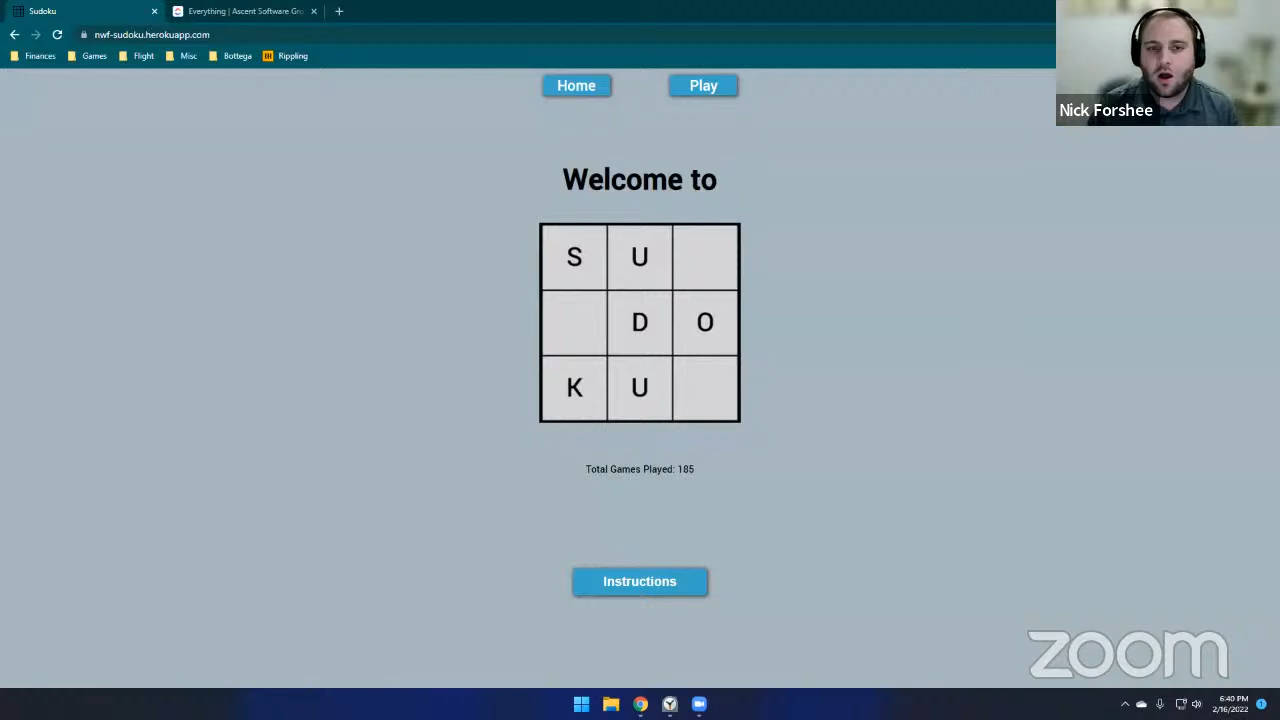 Sudoku
Everything | Ascent Software Gro
nwf-sudoku.herokuapp.com
Finances
Games
Flight
Misc
Bottega
Rippling
Home
Play
Nick Forshee
Welcome to
S U
D O
K U
Total Games Played: 185
Instructions
zoom
6:40 PM
2/16/2022